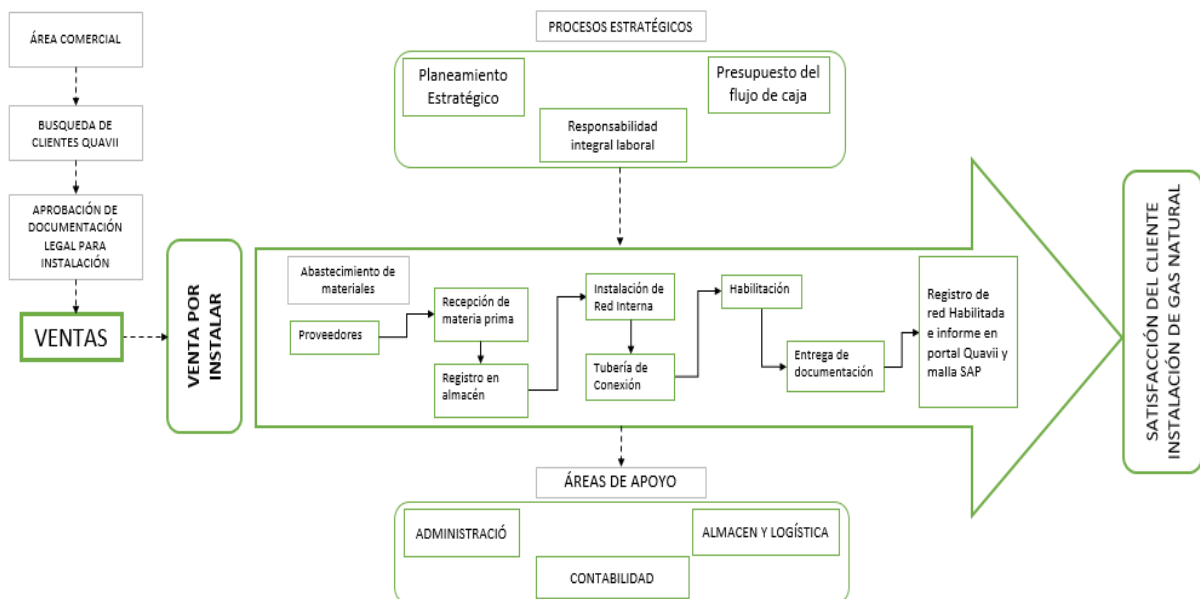 ÁREA COMERCIAL
BUSQUEDA DE
CLIENTES QUAVII
APROBACIÓN DE
DOCUMENTACIÓN
LEGAL PARA
INSTALACIÓN
VENTAS
VENTA POR
INSTALAR
PROCESOS ESTRATÉGICOS
Planeamiento
Estratégico
Presupuesto del
flujo de caja
Responsabilidad
integral laboral
Abastecimiento de
materiales
Proveedores
Recepción de
materia prima
Registro en
almacén
Instalación de
Red Interna
Tubería de
Conexión
Habilitación
Entrega de
documentación
Registro de
red Habilitada
e informe en
portal Quavii y
malla SAP
ÁREAS DE APOYO
ADMINISTRACIÓ
ALMACEN Y LOGÍSTICA
CONTABILIDAD
SATISFACCIÓN DEL CLIENTE
INSTALACIÓN DE GAS NATURAL